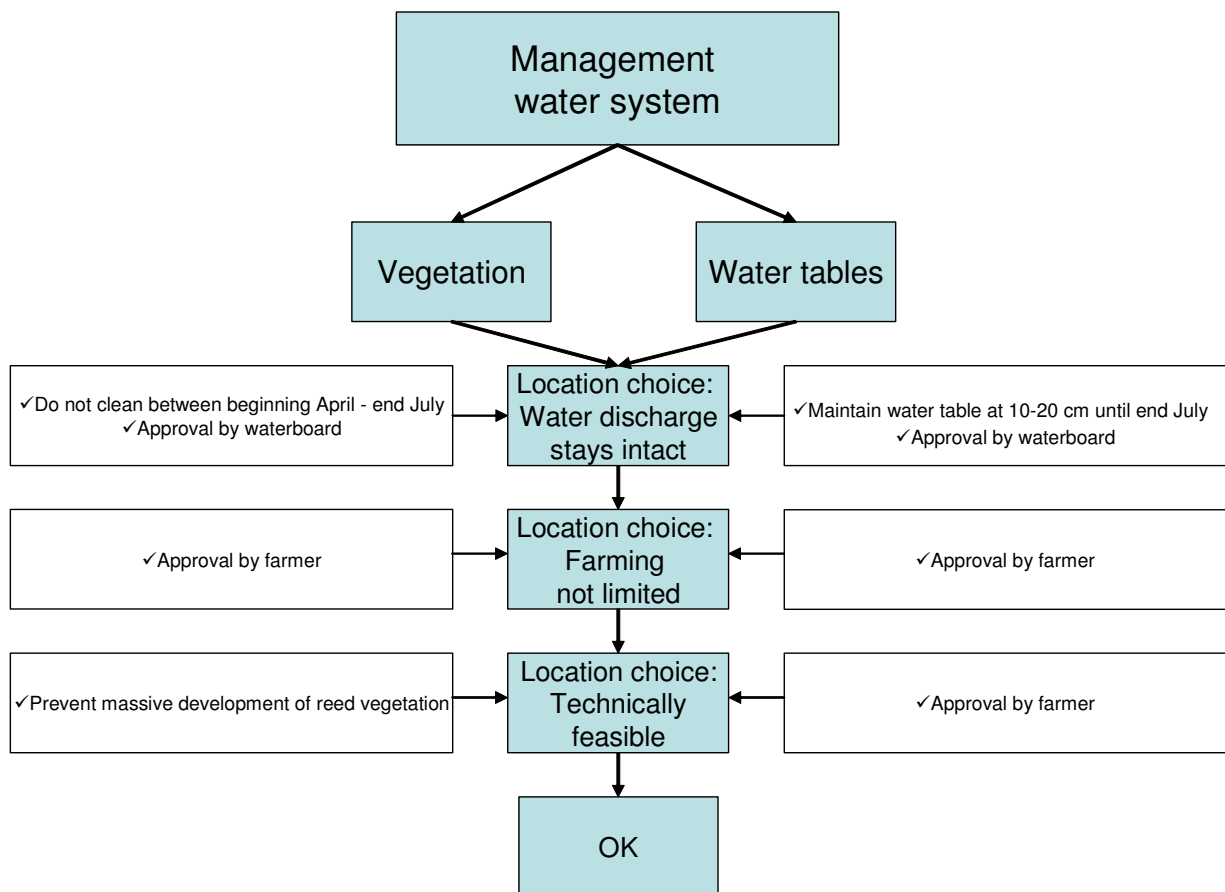 Management
water system
Vegetation
Water tables
✓Do not clean between beginning April - end July
✓Approval by waterboard
Location choice:
Water discharge
stays intact
✓Maintain water table at 10-20 cm until end July
✓Approval by waterboard
✓Approval by farmer
Location choice:
Farming
not limited
✓Approval by farmer
✓Prevent massive development of reed vegetation
Location choice:
Technically
feasible
✓Approval by farmer
OK